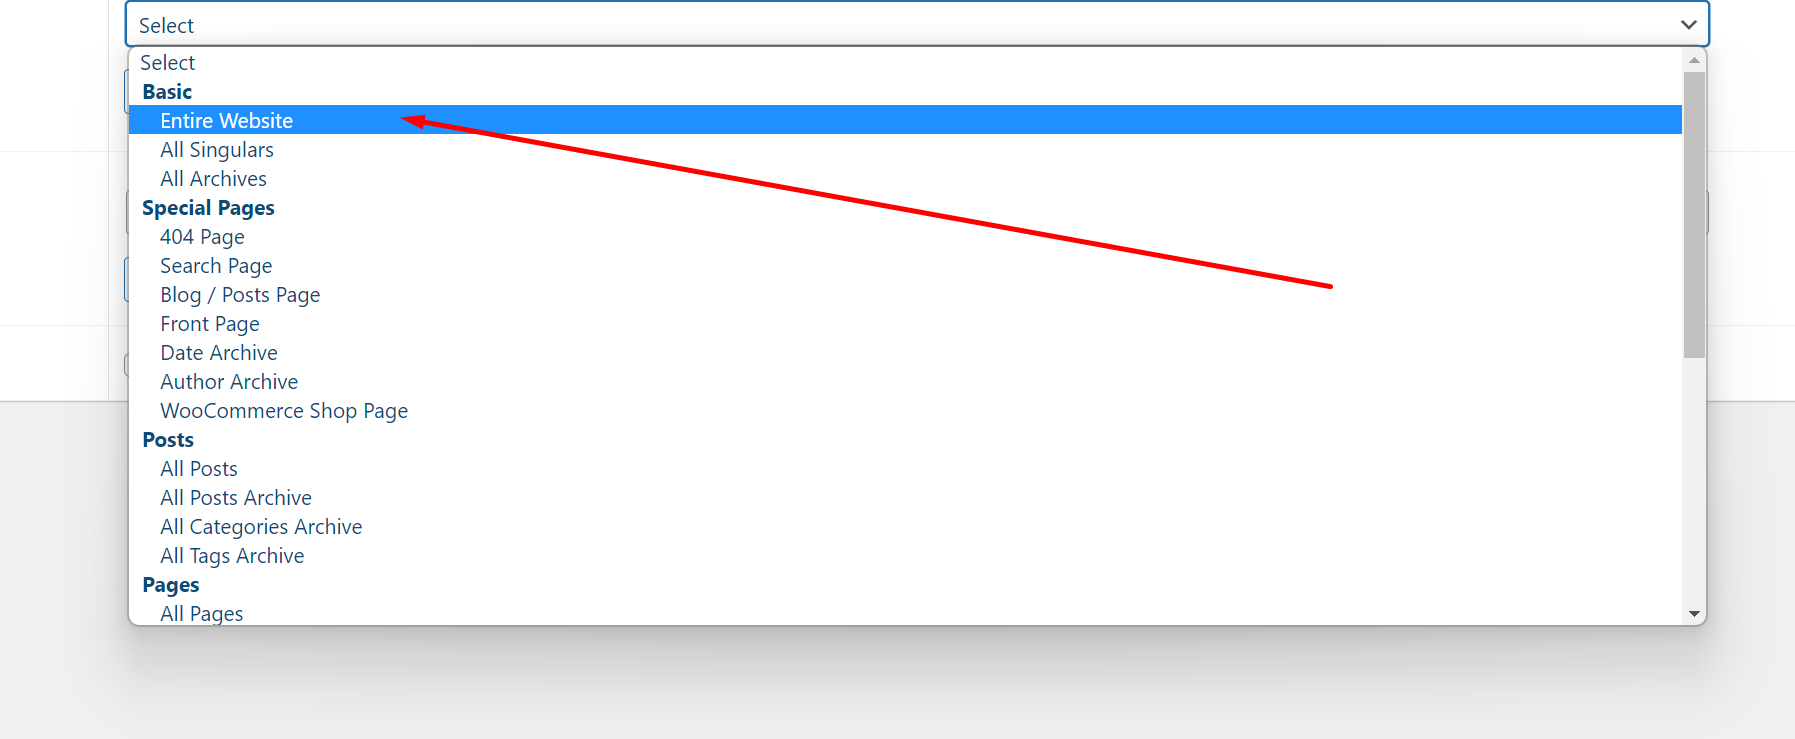 Select
Select
Basic
Entire Website
All Singulars
All Archives
Special Pages
404 Page
Search Page
Blog / Posts Page
Front Page
Date Archive
Author Archive
WooCommerce Shop Page
Posts
All Posts
All Posts Archive
All Categories Archive
All Tags Archive
Pages
All Pages